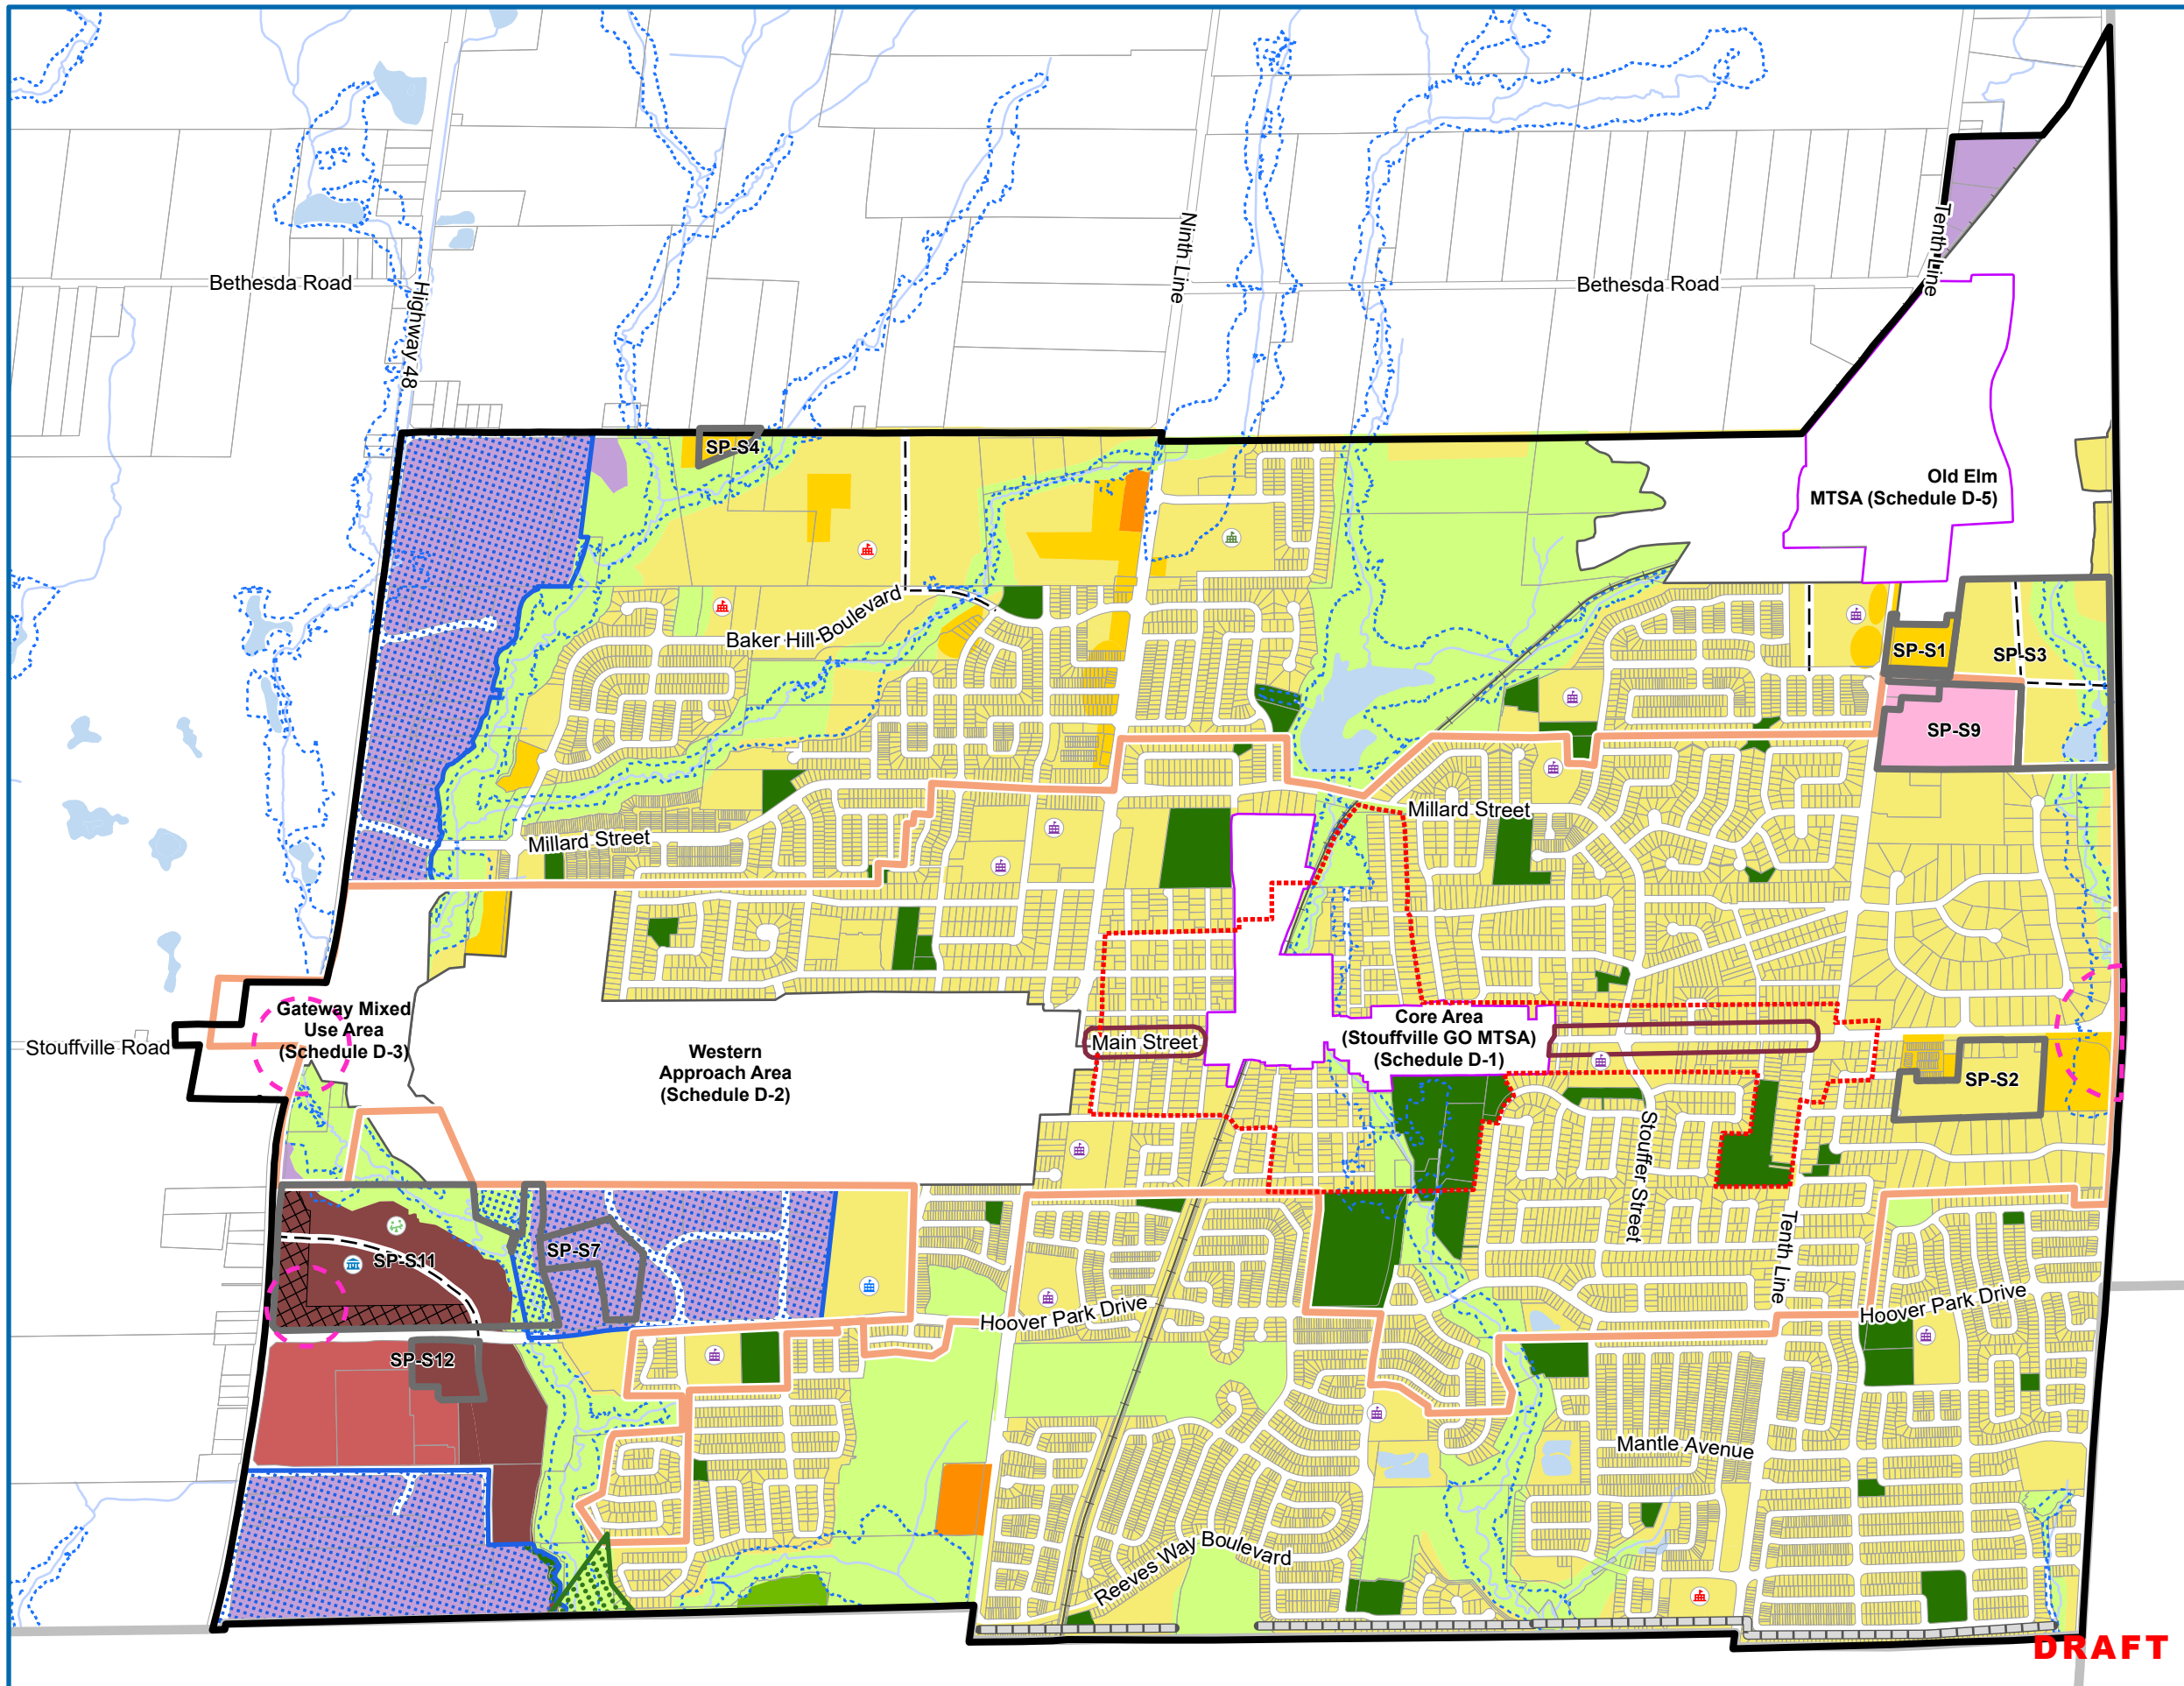 Bethesda Road
Highway 48
Ninth Line
Bethesda Road
Tenth Line
SP-S4
Old Elm
MTSA (Schedule D-5)
Baker Hill Boulevard
SP-S1
SP-S3
SP-S9
Millard Street
Millard Street
Gateway Mixed
Use Area
(Schedule D-3)
Stouffville Road
Western
Approach Area
(Schedule D-2)
Main Street
Core Area
(Stouffville GO MTSA)
(Schedule D-1)
SP-S2
Stouffer Street
Tenth Line
SP-S7
SP-S11
Hoover Park Drive
Hoover Park Drive
SP-S12
Mantle Avenue
Reeves Way Boulevard
DRAFT